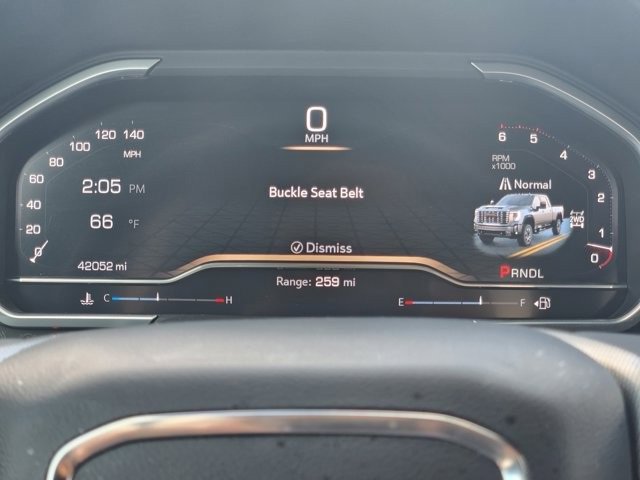 0
MPH
Buckle Seat Belt
Dismiss
Range: 259 mi
140
120
100
80
60
40
20
0
MPH
2:05 PM
66 °F
42052 mi
C H
6
5
4
3
2
1
0
RPM
x1000
Normal
2WD
PRNDL
E F